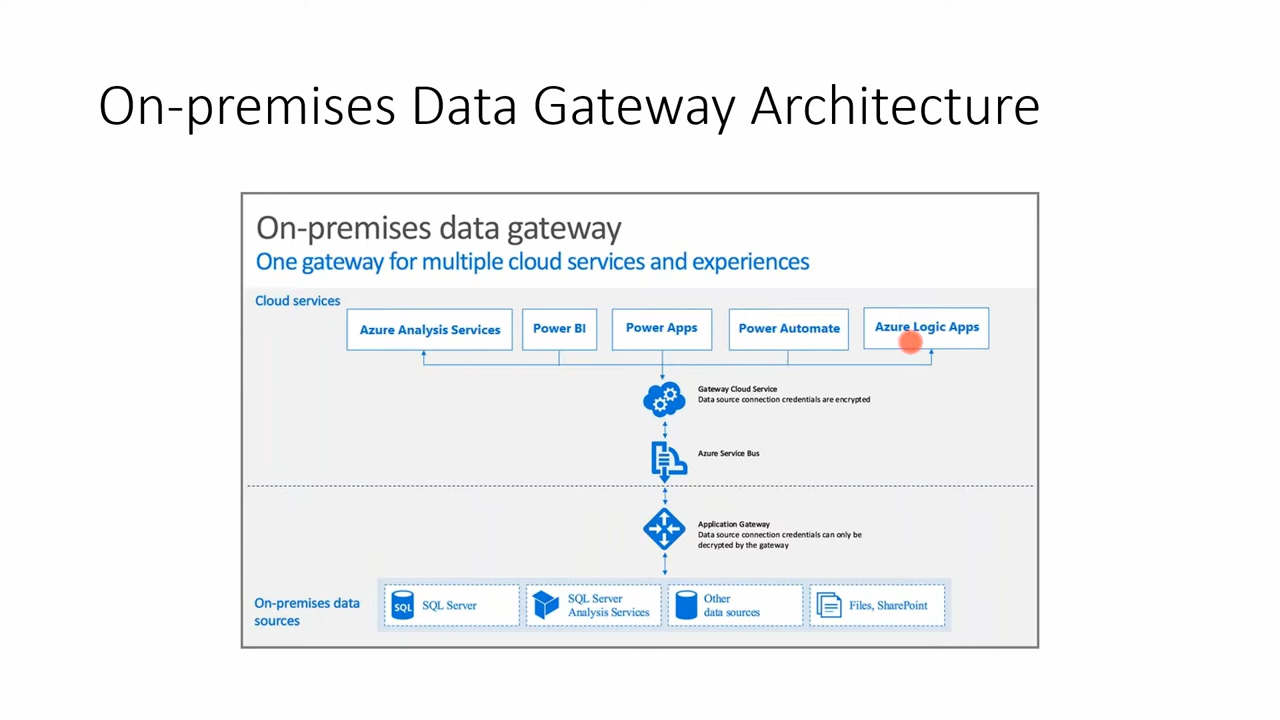 On-premises Data Gateway Architecture
On-premises data gateway
One gateway for multiple cloud services and experiences
Cloud services
Azure Analysis Services
Power BI
Power Apps
Power Automate
Azure Logic Apps
Gateway Cloud Service
Data source connection credentials are encrypted
Azure Service Bus
Application Gateway
Data source connection credentials can only be
decrypted by the gateway
On-premises data
sources
SQL
SQL Server
SQL Server
Analysis Services
Other
data sources
Files, SharePoint